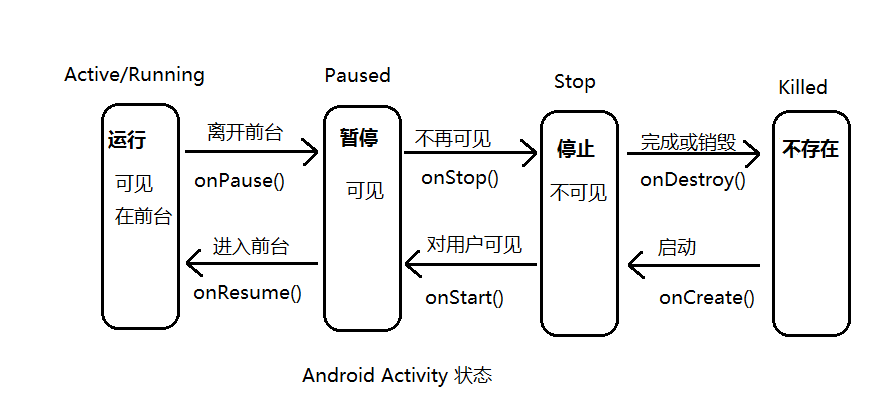 Active/Running
Paused
Stop
Killed
运行
可见
在前台
离开前台
onPause()
进入前台
onResume()
暂停
可见
不再可见
onStop()
对用户可见
onStart()
停止
不可见
完成或销毁
onDestroy()
启动
onCreate()
不存在
Android Activity 状态